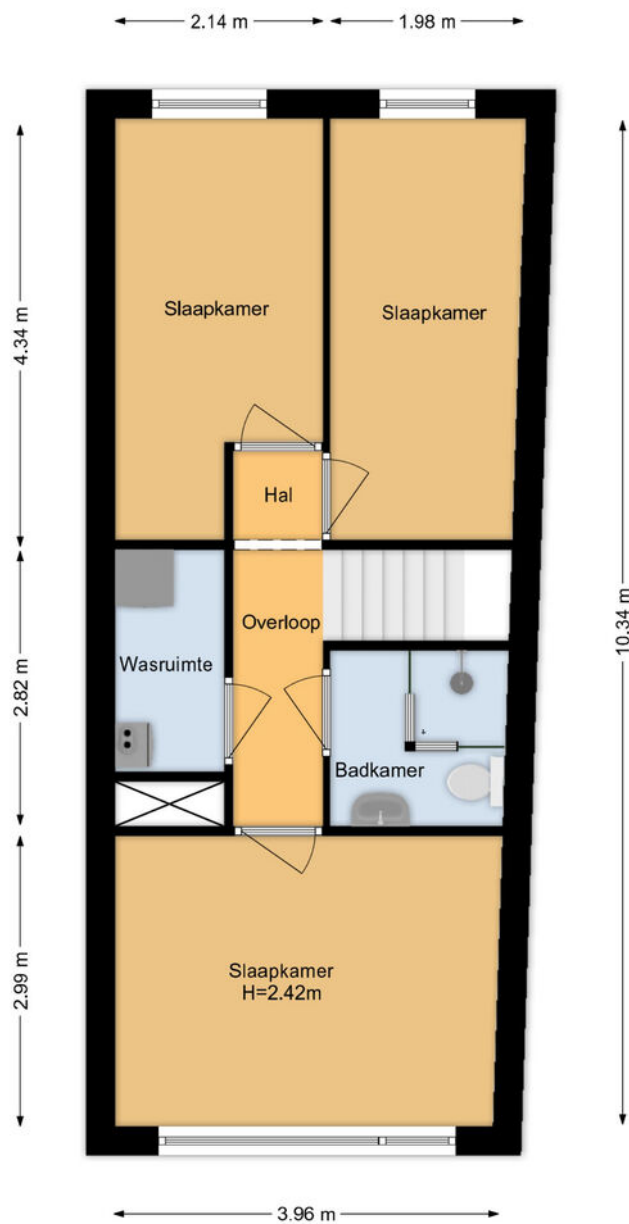 2.14 m
1.98 m
4.34 m
Slaapkamer
Slaapkamer
Hal
10.34 m
2.82 m
Overloop
Wasruimte
Badkamer
2.99 m
Slaapkamer
H=2.42m
3.96 m